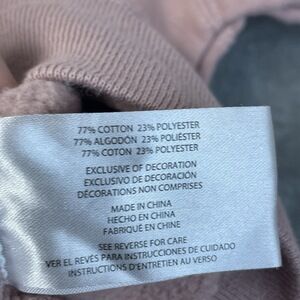 77% COTTON 23% POLYESTER
77% ALGODÓN 23% POLIÉSTER
77% COTON 23% POLYESTER
EXCLUSIVE OF DECORATION
EXCLUSIVO DE DECORACIÓN
DÉCORATIONS NON COMPRISES
MADE IN CHINA
HECHO EN CHINA
FABRIQUÉ EN CHINE
SEE REVERSE FOR CARE
VER EL REVÉS PARA INSTRUCCIONES DE CUIDADO
INSTRUCTIONS D'ENTRETIEN AU VERSO